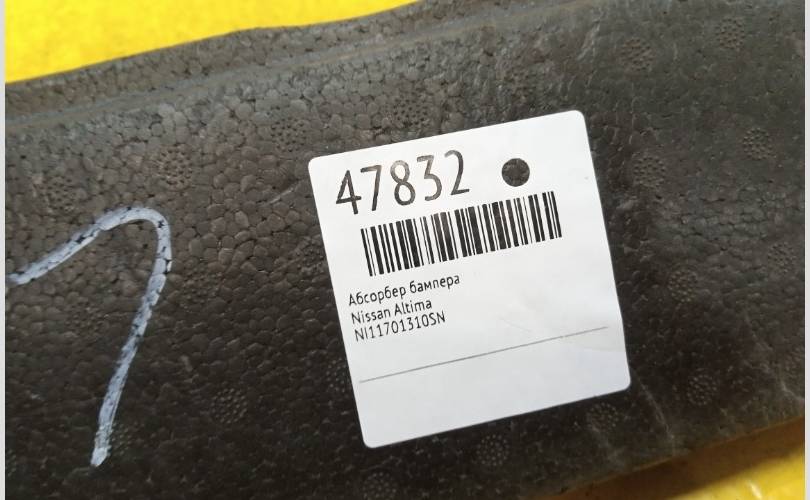 47832
Абсорбер бампера
Nissan Altima
NI11701310SN